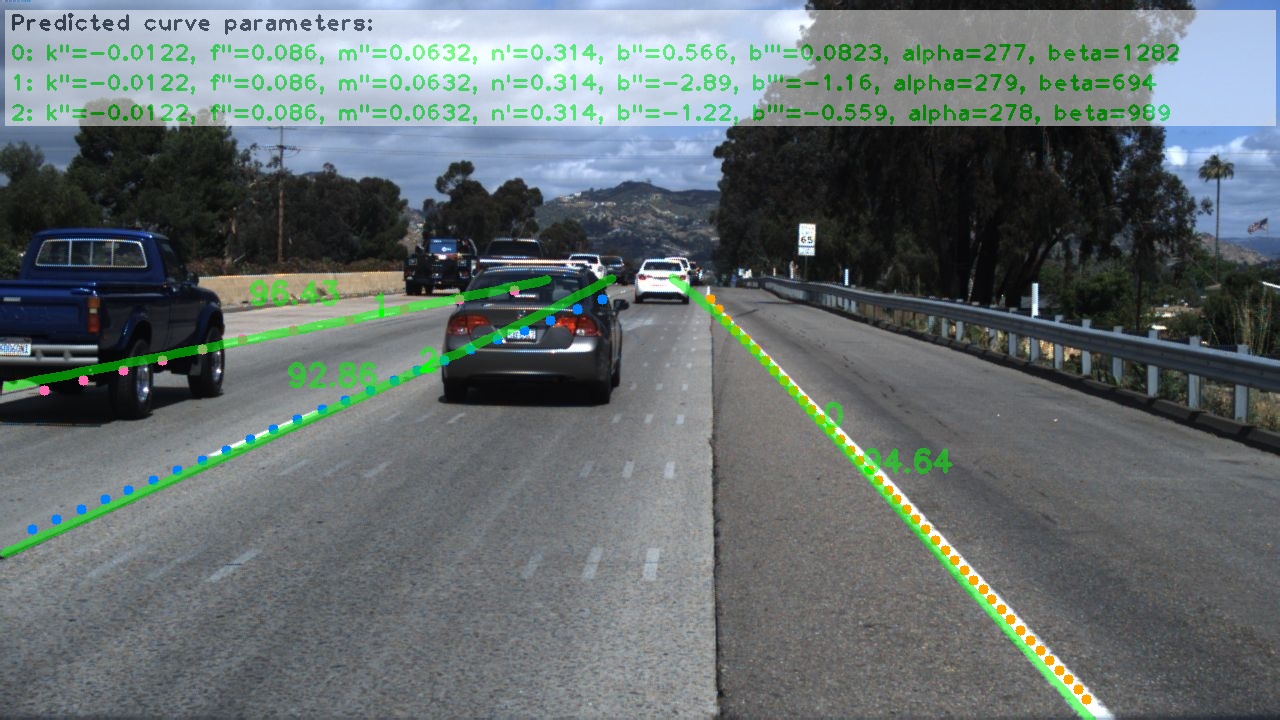 Predicted curve parameters:
0: k''=-0.0122, f''=0.086, m''=0.0632, n'=0.314, b''=0.566, b'''=0.0823, alpha=277, beta=1282
1: k''=-0.0122, f''=0.086, m''=0.0632, n'=0.314, b''=-2.89, b'''=-1.16, alpha=279, beta=694
2: k''=-0.0122, f''=0.086, m''=0.0632, n'=0.314, b''=-1.22, b'''=-0.559, alpha=278, beta=989
65
96.43 1
92.86 2
0
94.64